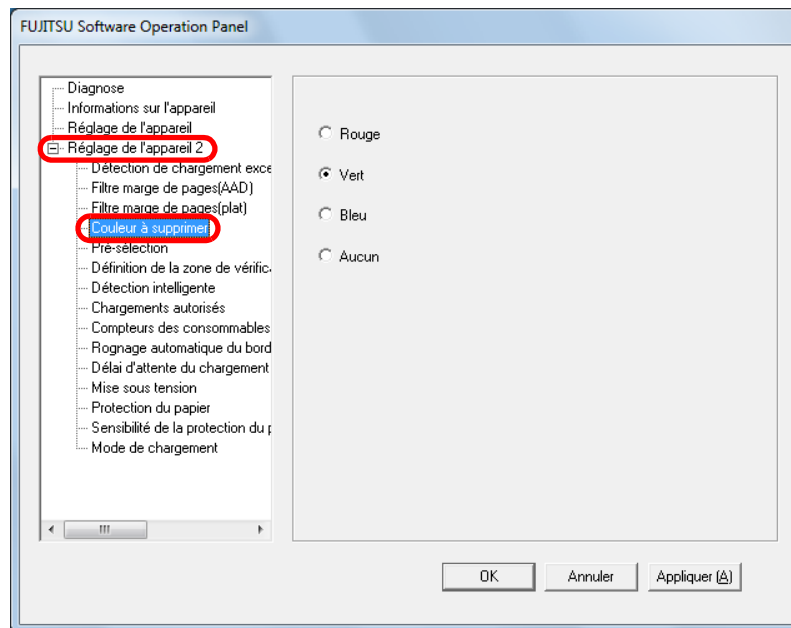 FUJITSU Software Operation Panel
Diagnose
Informations sur l'appareil
Réglage de l'appareil
Réglage de l'appareil 2
Détection de chargement exce
Filtre marge de pages(AAD)
Filtre marge de pages(plat)
Couleur à supprimer
Pré-sélection
Définition de la zone de vérific
Détection intelligente
Chargements autorisés
Compteurs des consommables
Rognage automatique du bord
Délai d'attente du chargement
Mise sous tension
Protection du papier
Sensibilité de la protection du p
Mode de chargement
Rouge
Vert
Bleu
Aucun
OK
Annuler
Appliquer (A)